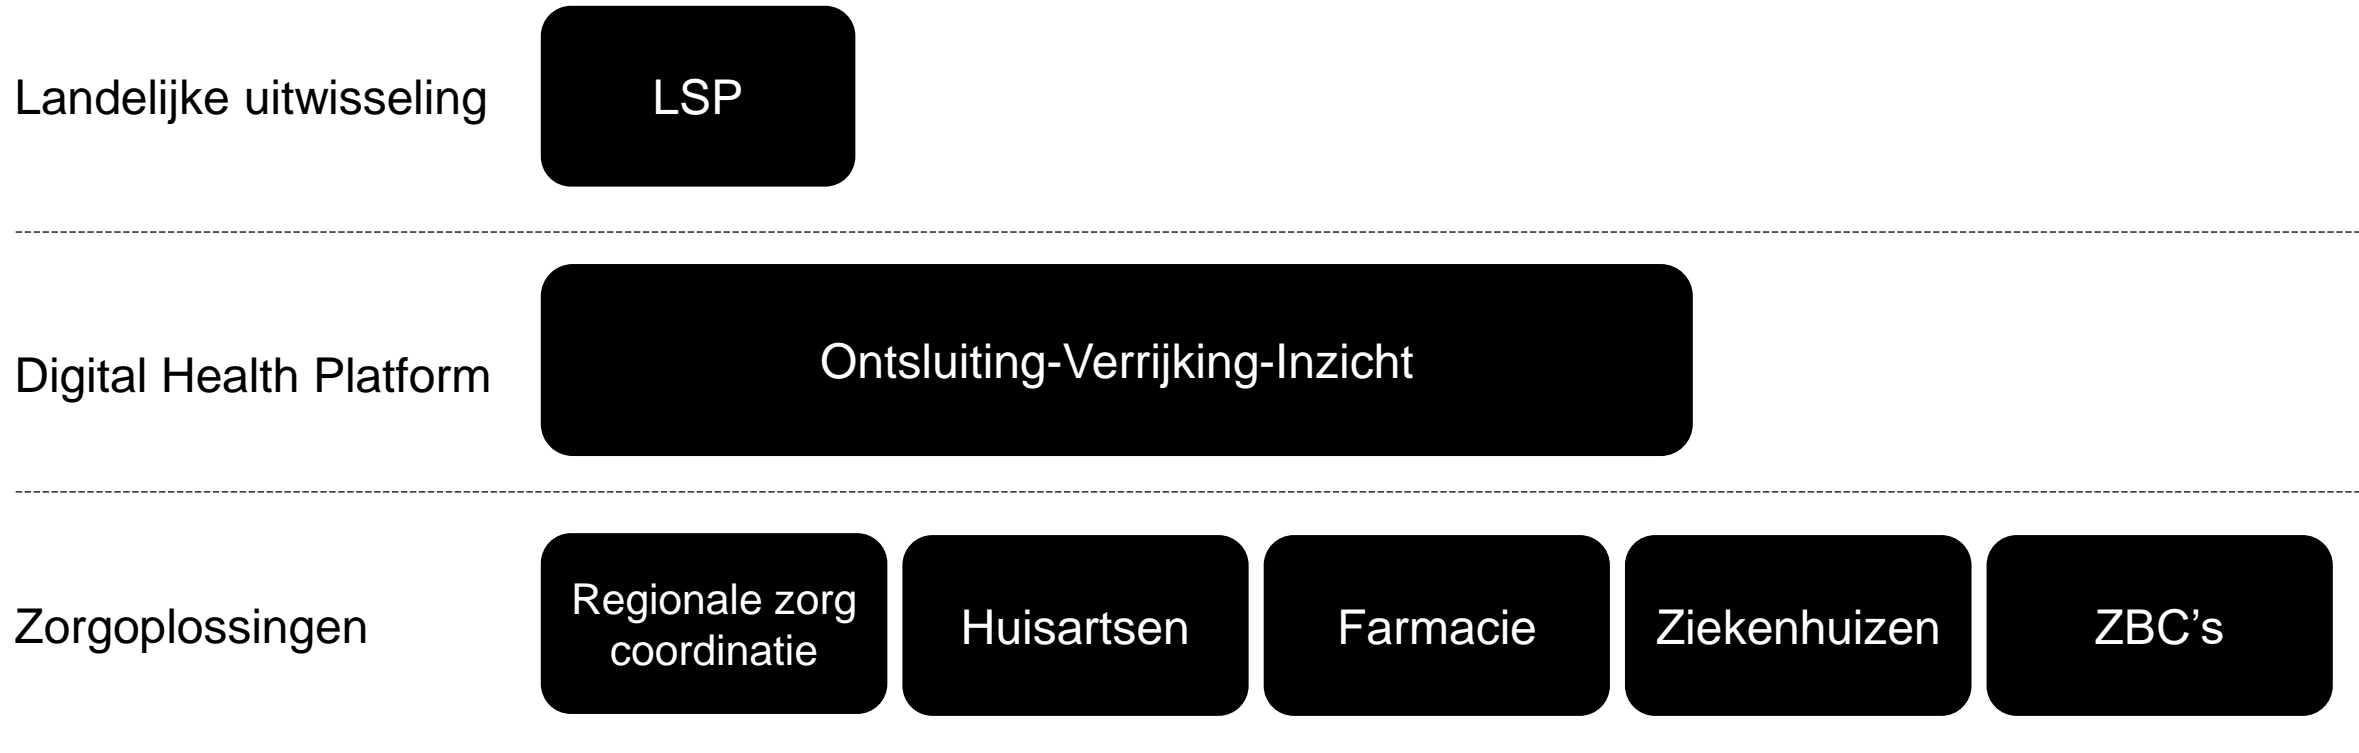 Landelijke uitwisseling
LSP
Digital Health Platform
Ontsluiting-Verrijking-Inzicht
Zorgoplossingen
Regionale zorg
coordinatie
Huisartsen
Farmacie
Ziekenhuizen
ZBC’s